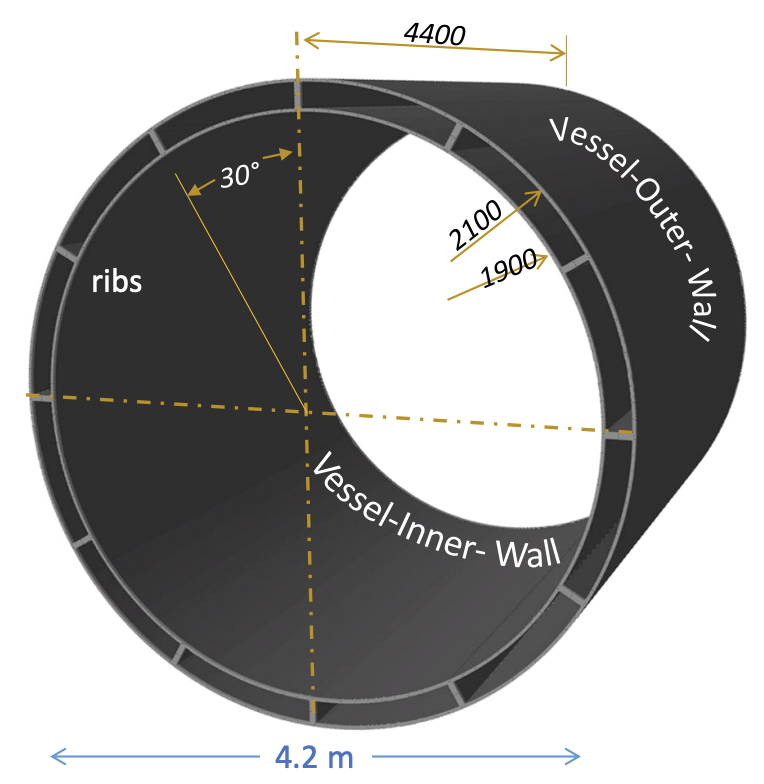 4400
Vessel-Outer- Wall
30°
2100
1900
ribs
Vessel-Inner- Wall
4.2 m